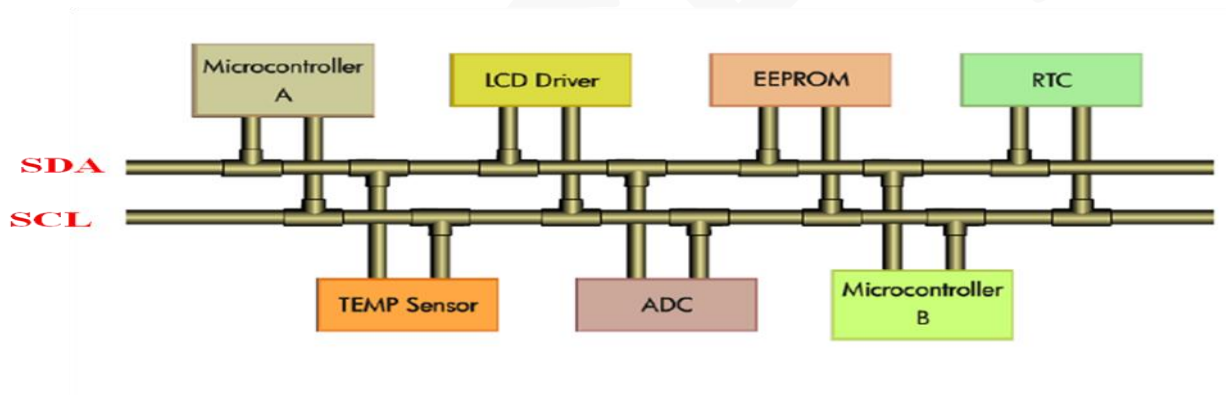 Microcontroller
A
LCD Driver
EEPROM
RTC
SDA
SCL
TEMP Sensor
ADC
Microcontroller
B